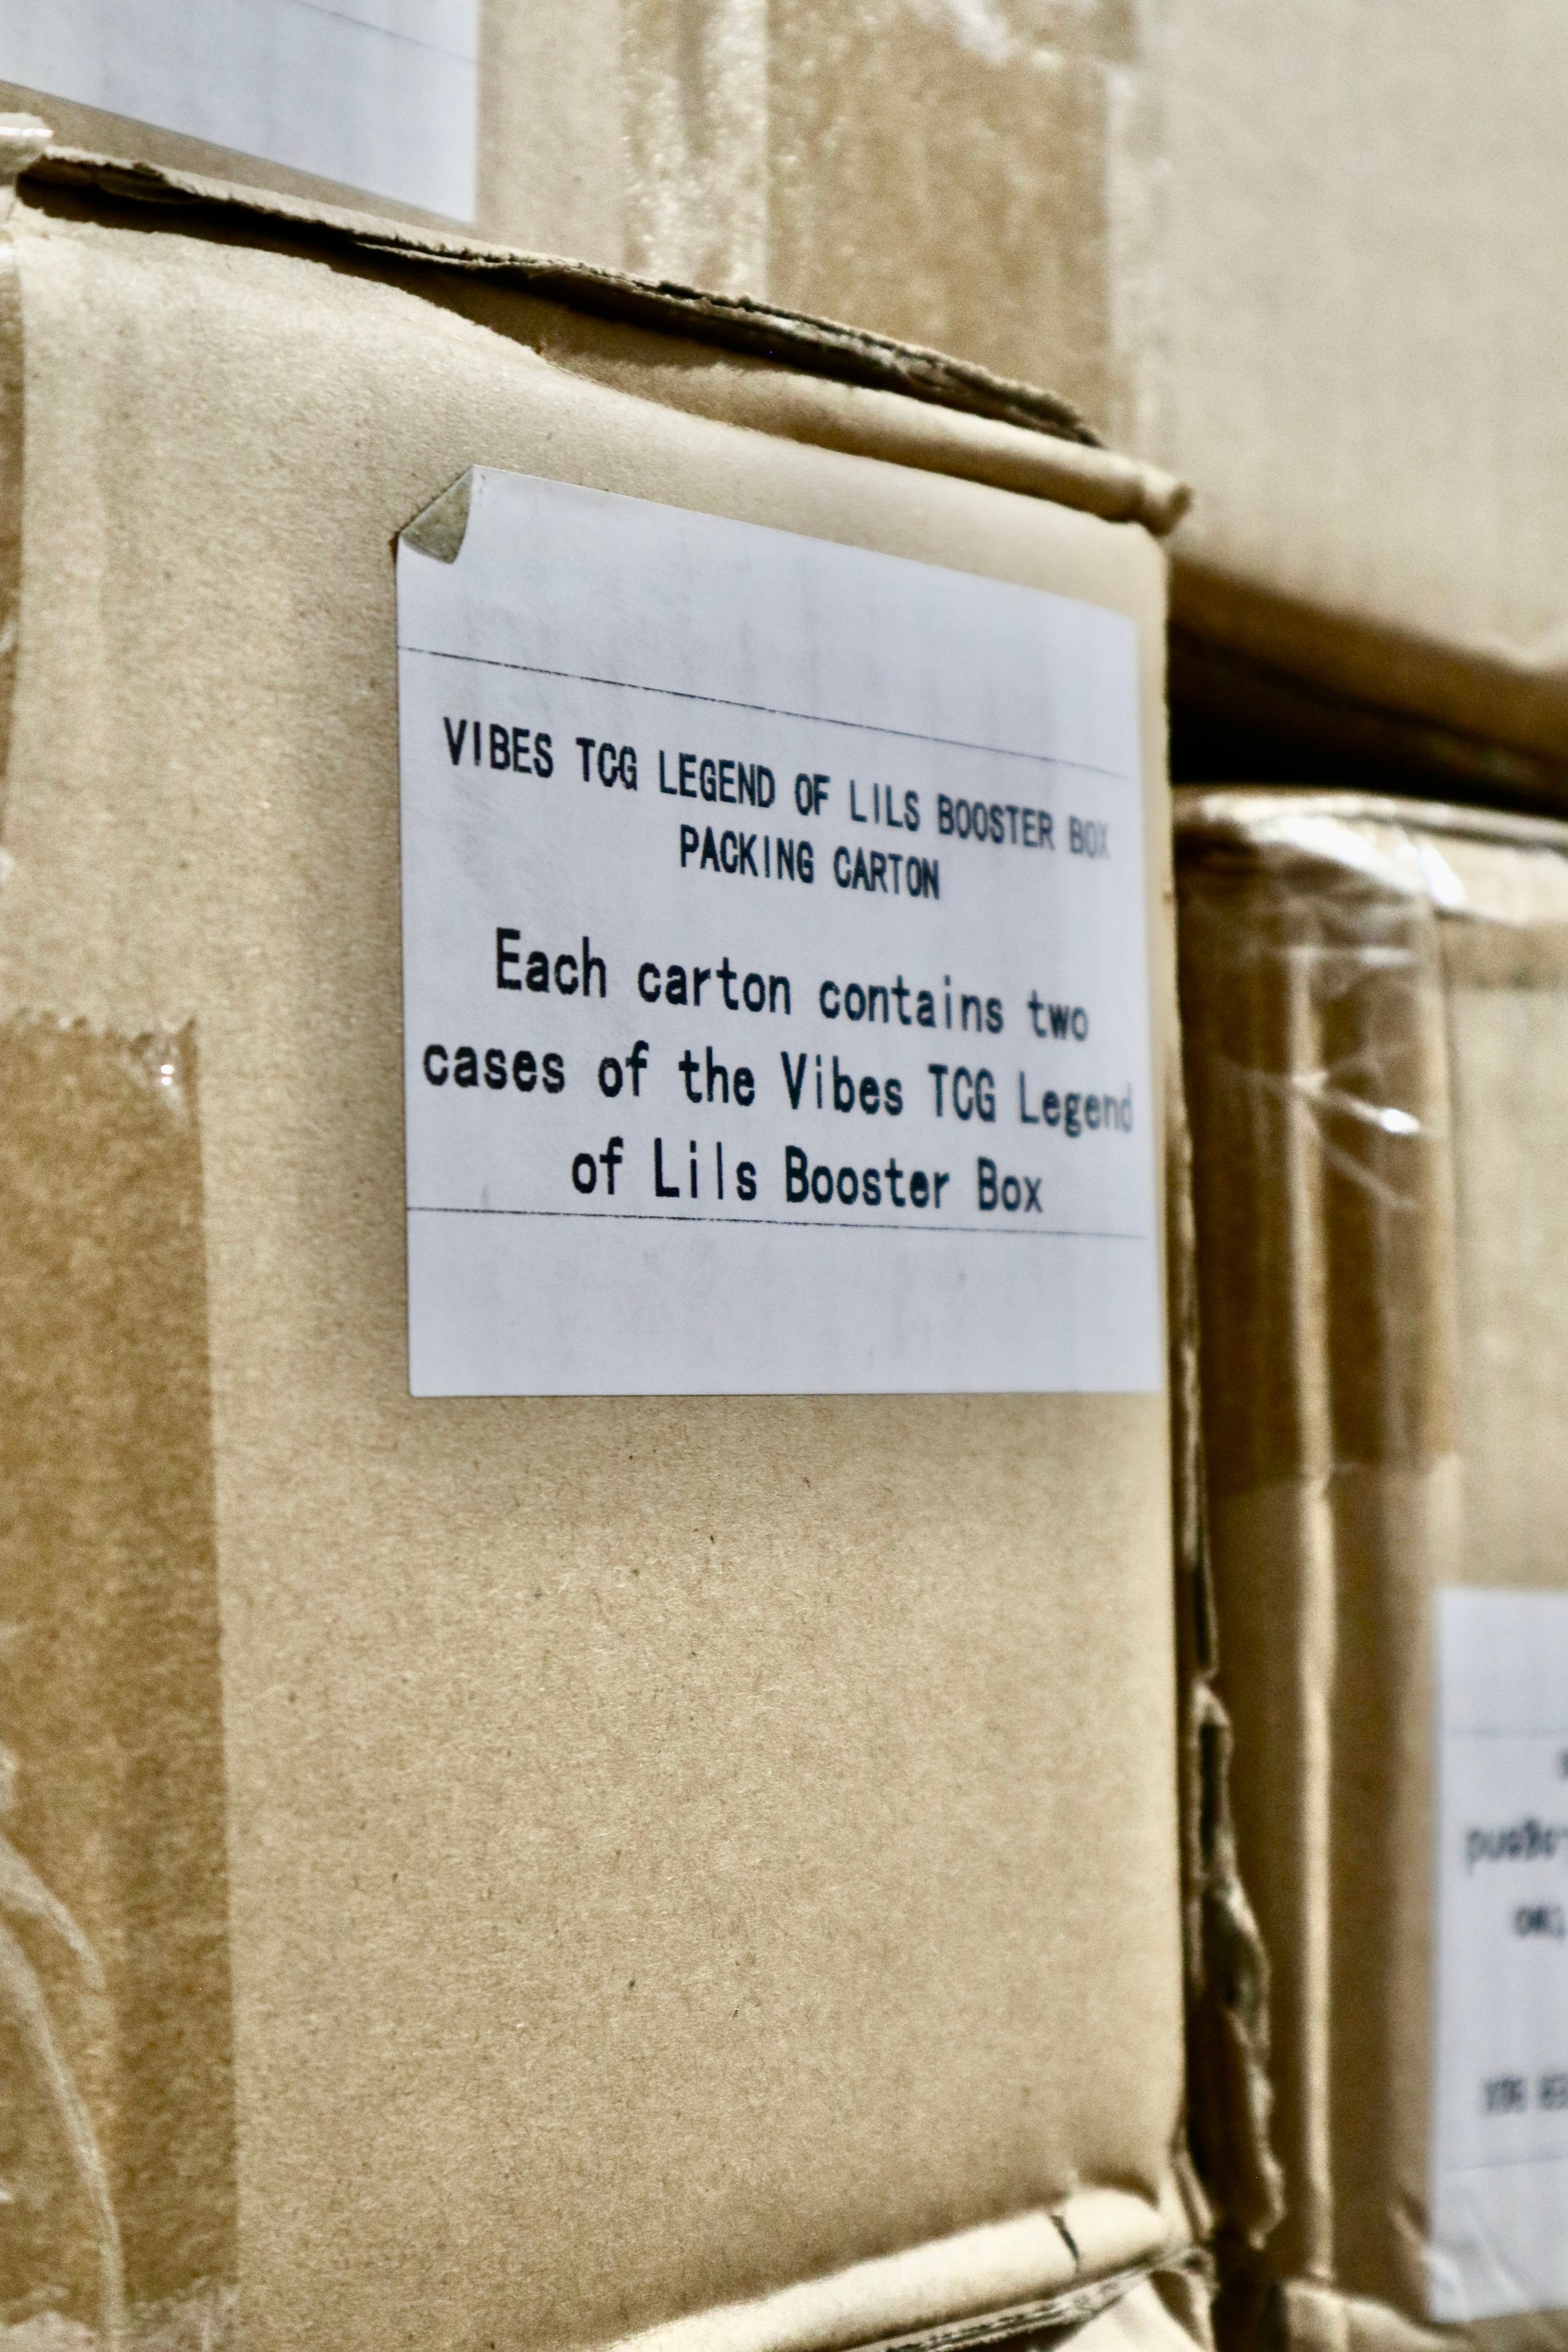 VIBES TCG LEGEND OF LILS BOOSTER BOX
PACKING CARTON
Each carton contains two
cases of the Vibes TCG Legend
of Lils Booster Box